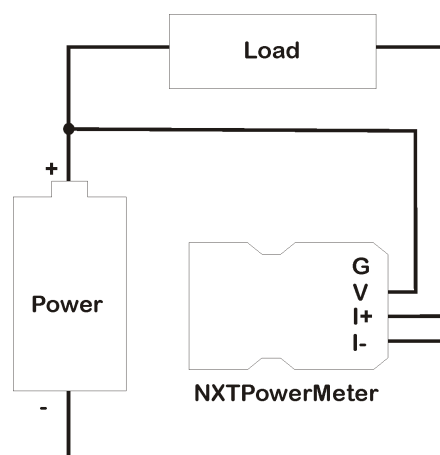 Load
+
Power
-
G
V
I+
I-
NXTPowerMeter